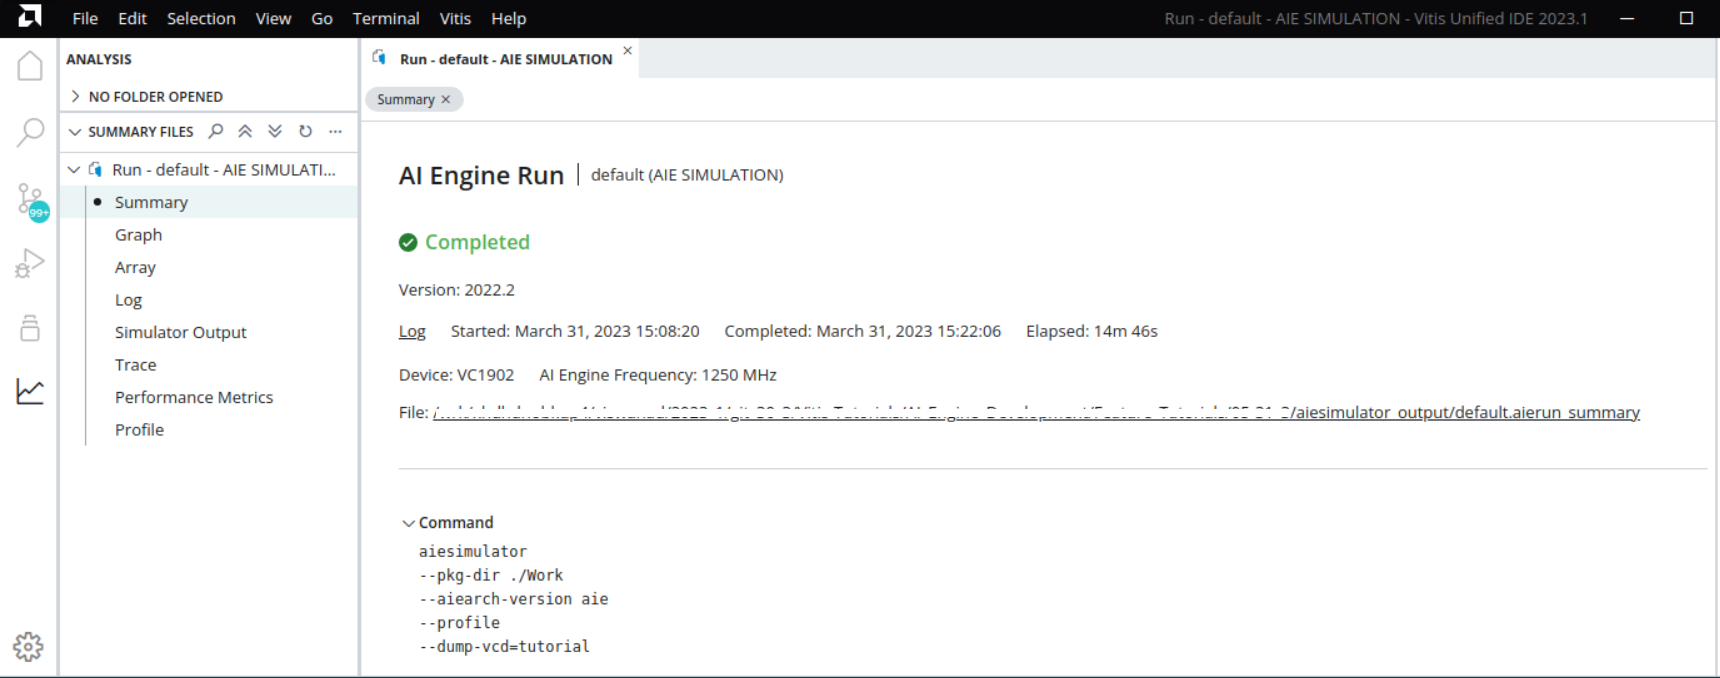 File Edit Selection View Go Terminal Vitis Help Run - default - AIE SIMULATION - Vitis Unified IDE 2023.1
ANALYSIS
NO FOLDER OPENED
SUMMARY FILES
Run - default - AIE SIMULATI...
Summary
Graph
Array
Log
Simulator Output
Trace
Performance Metrics
Profile
99+
Run - default - AIE SIMULATION
Summary
AI Engine Run | default (AIE SIMULATION)
Completed
Version: 2022.2
Log Started: March 31, 2023 15:08:20 Completed: March 31, 2023 15:22:06 Elapsed: 14m 46s
Device: VC1902 AI Engine Frequency: 1250 MHz
File: /aiesimulator_output/default.aierun_summary
Command
aiesimulator
--pkg-dir ./Work
--aiearch-version aie
--profile
--dump-vcd=tutorial